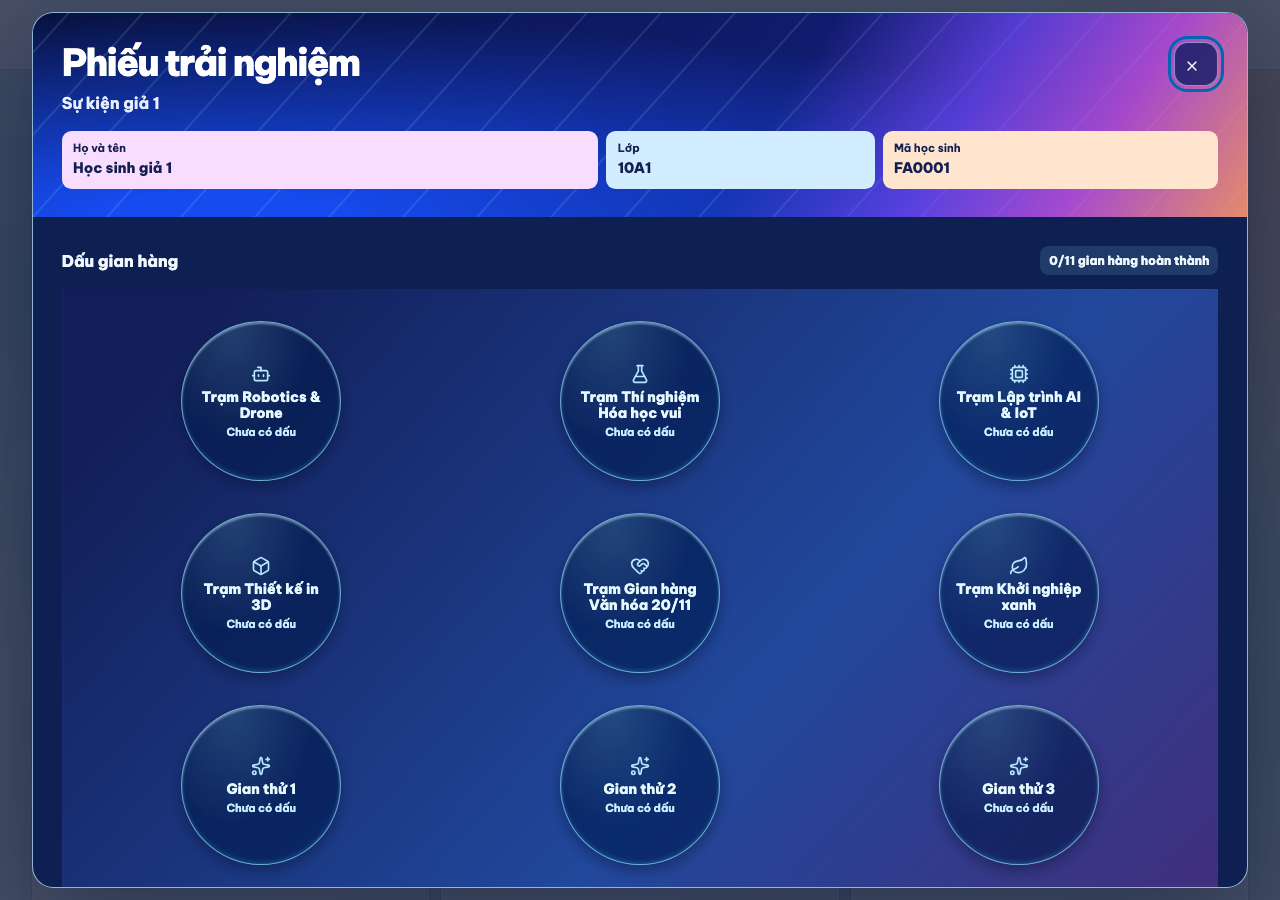 Phiếu trải nghiệm
Sự kiện giả 1
Họ và tên
Học sinh giả 1
Lớp
10A1
Mã học sinh
FA0001
Dấu gian hàng
0/11 gian hàng hoàn thành
Trạm Robotics &
Drone
Chưa có dấu
Trạm Thí nghiệm
Hóa học vui
Chưa có dấu
Trạm Lập trình AI
& IoT
Chưa có dấu
Trạm Thiết kế in
3D
Chưa có dấu
Trạm Gian hàng
Văn hóa 20/11
Chưa có dấu
Trạm Khởi nghiệp
xanh
Chưa có dấu
Gian thử 1
Chưa có dấu
Gian thử 2
Chưa có dấu
Gian thử 3
Chưa có dấu